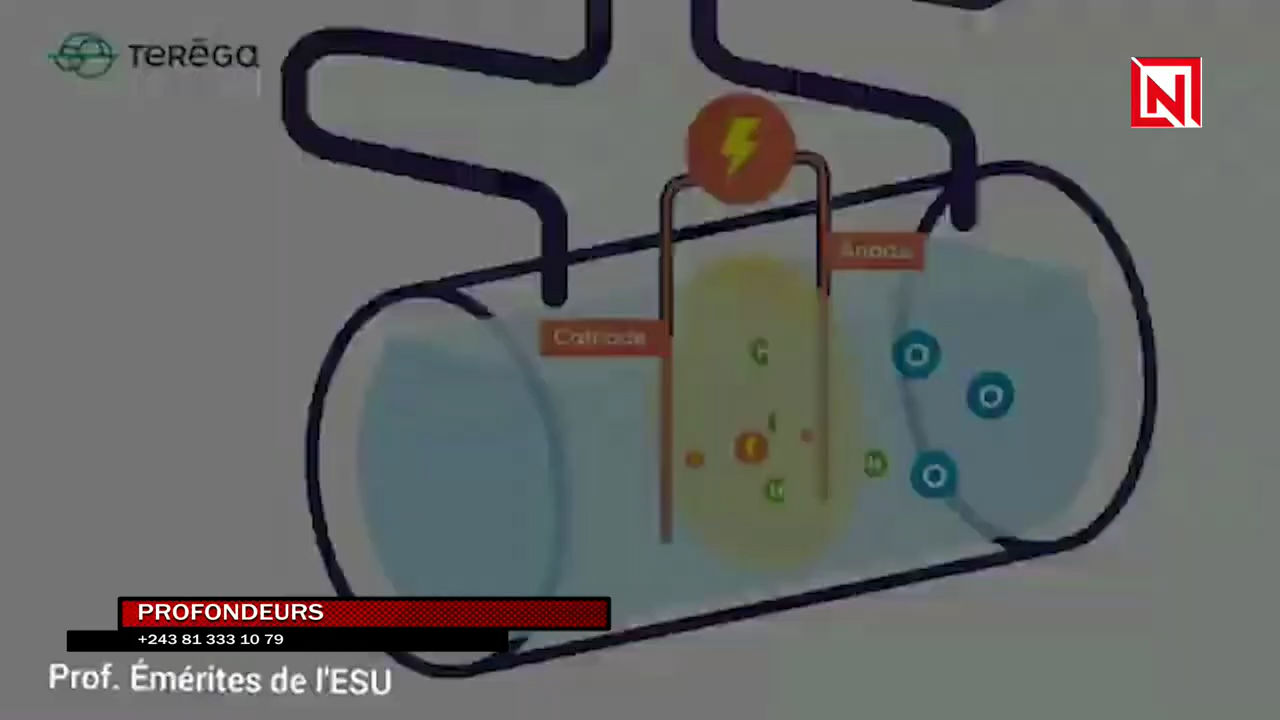 TERĒGA
N
Anode
Cathode
H
O
O
O
PROFONDEURS
+243 81 333 10 79
Prof. Émérites de l'ESU